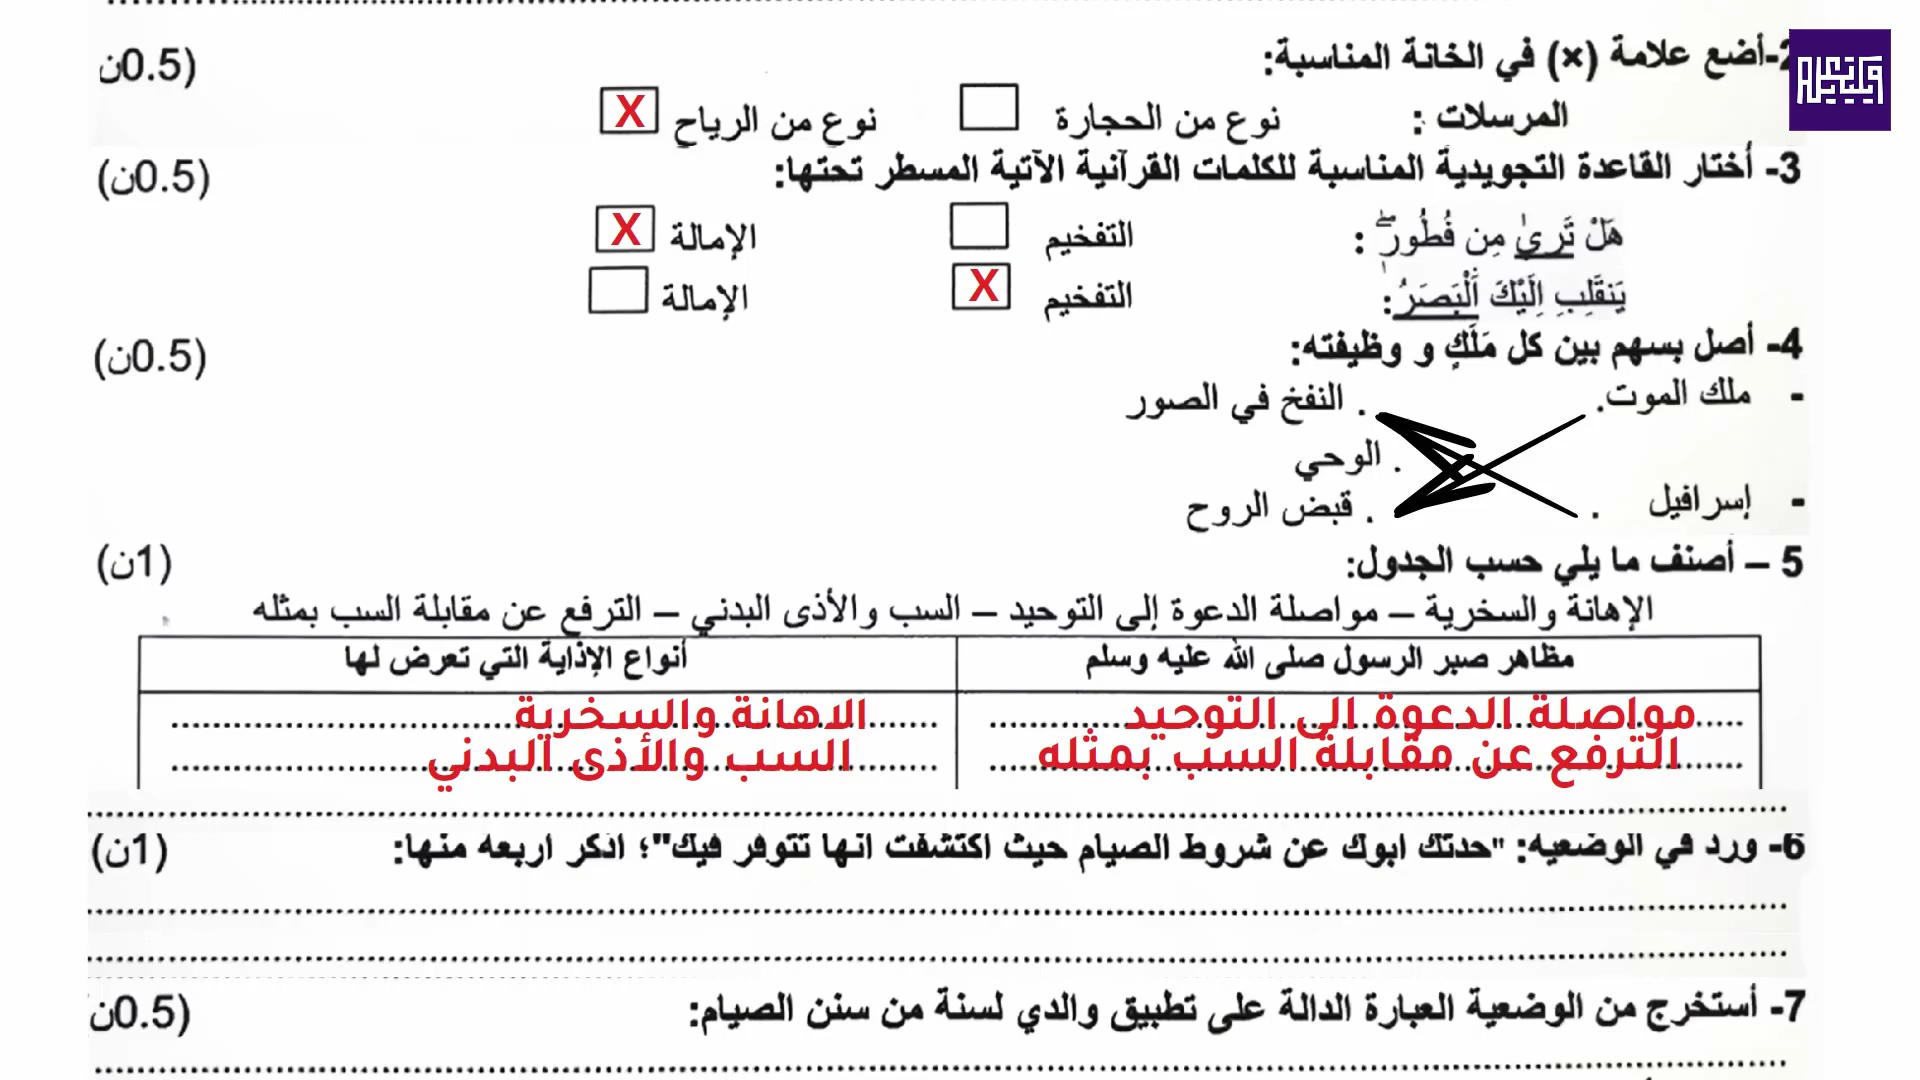 2-أضع علامة (×) في الخانة المناسبة: (0.5ن
المرسلات : نوع من الحجارة نوع من الرياح X
3- أختار القاعدة التجويدية المناسبة للكلمات القرآنية الآتية المسطر تحتها: (0.5ن)
هَلْ تَرِىٰ مِن فُطُورٖ : التفخيم الإمالة X
يَنقَلِبِ اِلَيْكَ اَلْبَصَرُ: التفخيم X الإمالة
4- أصل بسهم بين كل مَلَكٍ و وظيفته: (0.5ن)
- ملك الموت. . النفخ في الصور
. الوحي
- إسرافيل . . قبض الروح
5 – أصنف ما يلي حسب الجدول: (1ن)
الإهانة والسخرية – مواصلة الدعوة إلى التوحيد – السب والأذى البدني – الترفع عن مقابلة السب بمثله
مظاهر صبر الرسول صلى الله عليه وسلم أنواع الإذاية التي تعرض لها
مواصلة الدعوة الى التوحيد الاهانة والسخرية
الترفع عن مقابلة السب بمثله السب والأذى البدني
6- ورد في الوضعيه: "حدتك ابوك عن شروط الصيام حيث اكتشفت انها تتوفر فيك"؛ اذكر اربعه منها: (1ن)
7- أستخرج من الوضعية العبارة الدالة على تطبيق والدي لسنة من سنن الصيام: (0.5ن